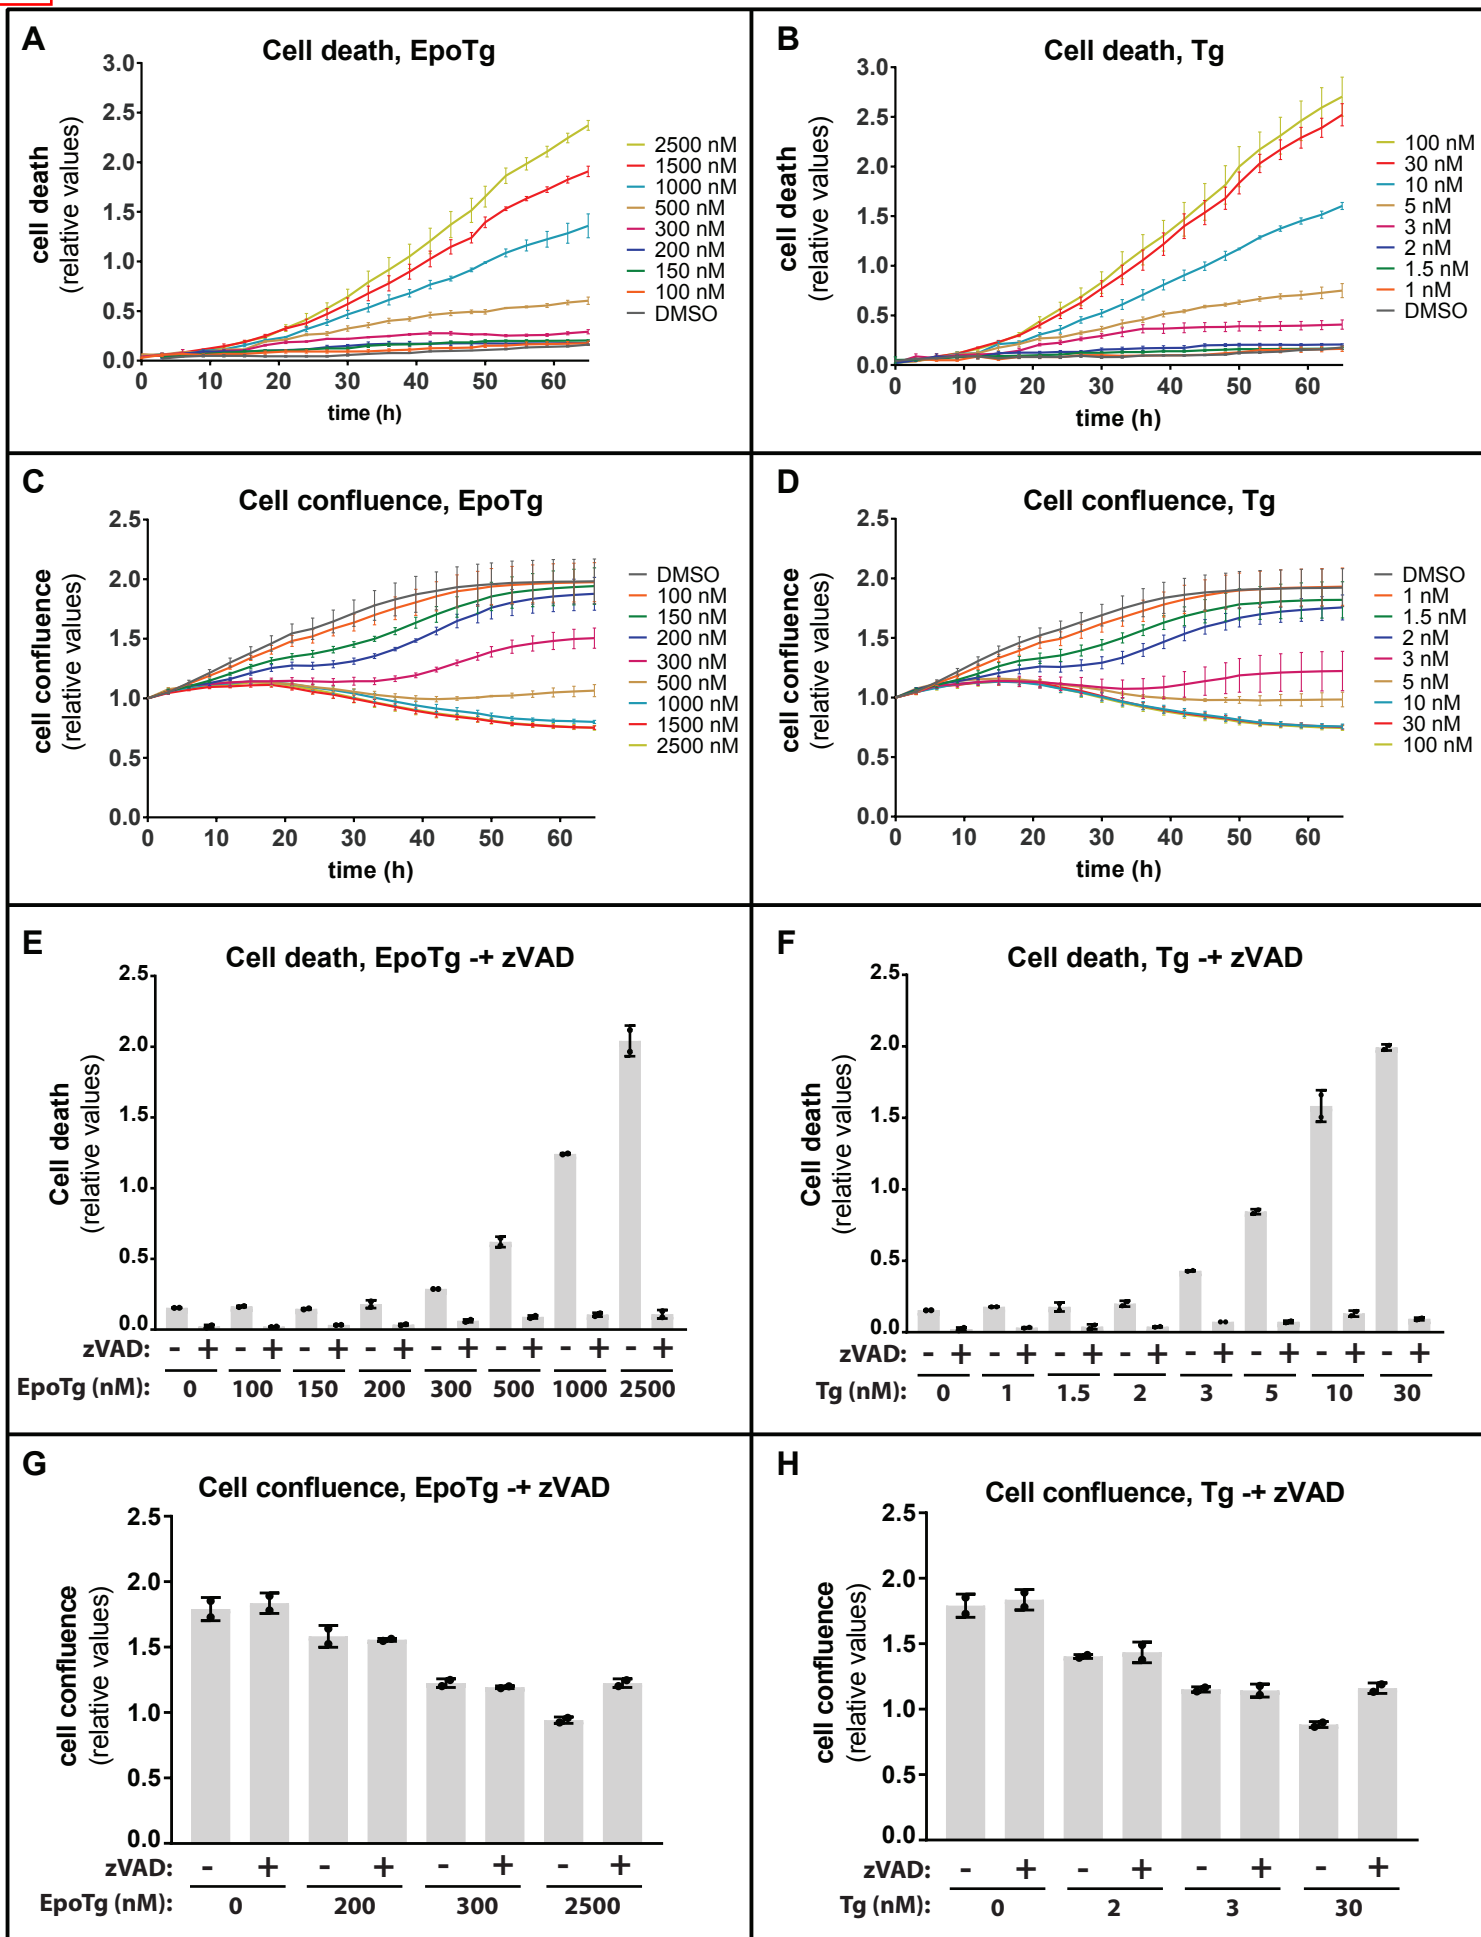 A
Cell death, EpoTg
cell death
(relative values)
3.0
2.5
2.0
1.5
1.0
0.5
0.0
0 10 20 30 40 50 60
time (h)
2500 nM
1500 nM
1000 nM
500 nM
300 nM
200 nM
150 nM
100 nM
DMSO
B
Cell death, Tg
cell death
(relative values)
3.0
2.5
2.0
1.5
1.0
0.5
0.0
0 10 20 30 40 50 60
time (h)
100 nM
30 nM
10 nM
5 nM
3 nM
2 nM
1.5 nM
1 nM
DMSO
C
Cell confluence, EpoTg
cell confluence
(relative values)
2.5
2.0
1.5
1.0
0.5
0.0
0 10 20 30 40 50 60
time (h)
DMSO
100 nM
150 nM
200 nM
300 nM
500 nM
1000 nM
1500 nM
2500 nM
D
Cell confluence, Tg
cell confluence
(relative values)
2.5
2.0
1.5
1.0
0.5
0.0
0 10 20 30 40 50 60
time (h)
DMSO
1 nM
1.5 nM
2 nM
3 nM
5 nM
10 nM
30 nM
100 nM
E
Cell death, EpoTg -+ zVAD
Cell death
(relative values)
2.5
2.0
1.5
1.0
0.5
0.0
zVAD: - + - + - + - + - + - + - + - +
EpoTg (nM): 0 100 150 200 300 500 1000 2500
F
Cell death, Tg -+ zVAD
Cell death
(relative values)
2.5
2.0
1.5
1.0
0.5
0.0
zVAD: - + - + - + - + - + - + - + - +
Tg (nM): 0 1 1.5 2 3 5 10 30
G
Cell confluence, EpoTg -+ zVAD
cell confluence
(relative values)
2.5
2.0
1.5
1.0
0.5
0.0
zVAD: - + - + - + - +
EpoTg (nM): 0 200 300 2500
H
Cell confluence, Tg -+ zVAD
cell confluence
(relative values)
2.5
2.0
1.5
1.0
0.5
0.0
zVAD: - + - + - + - +
Tg (nM): 0 2 3 30